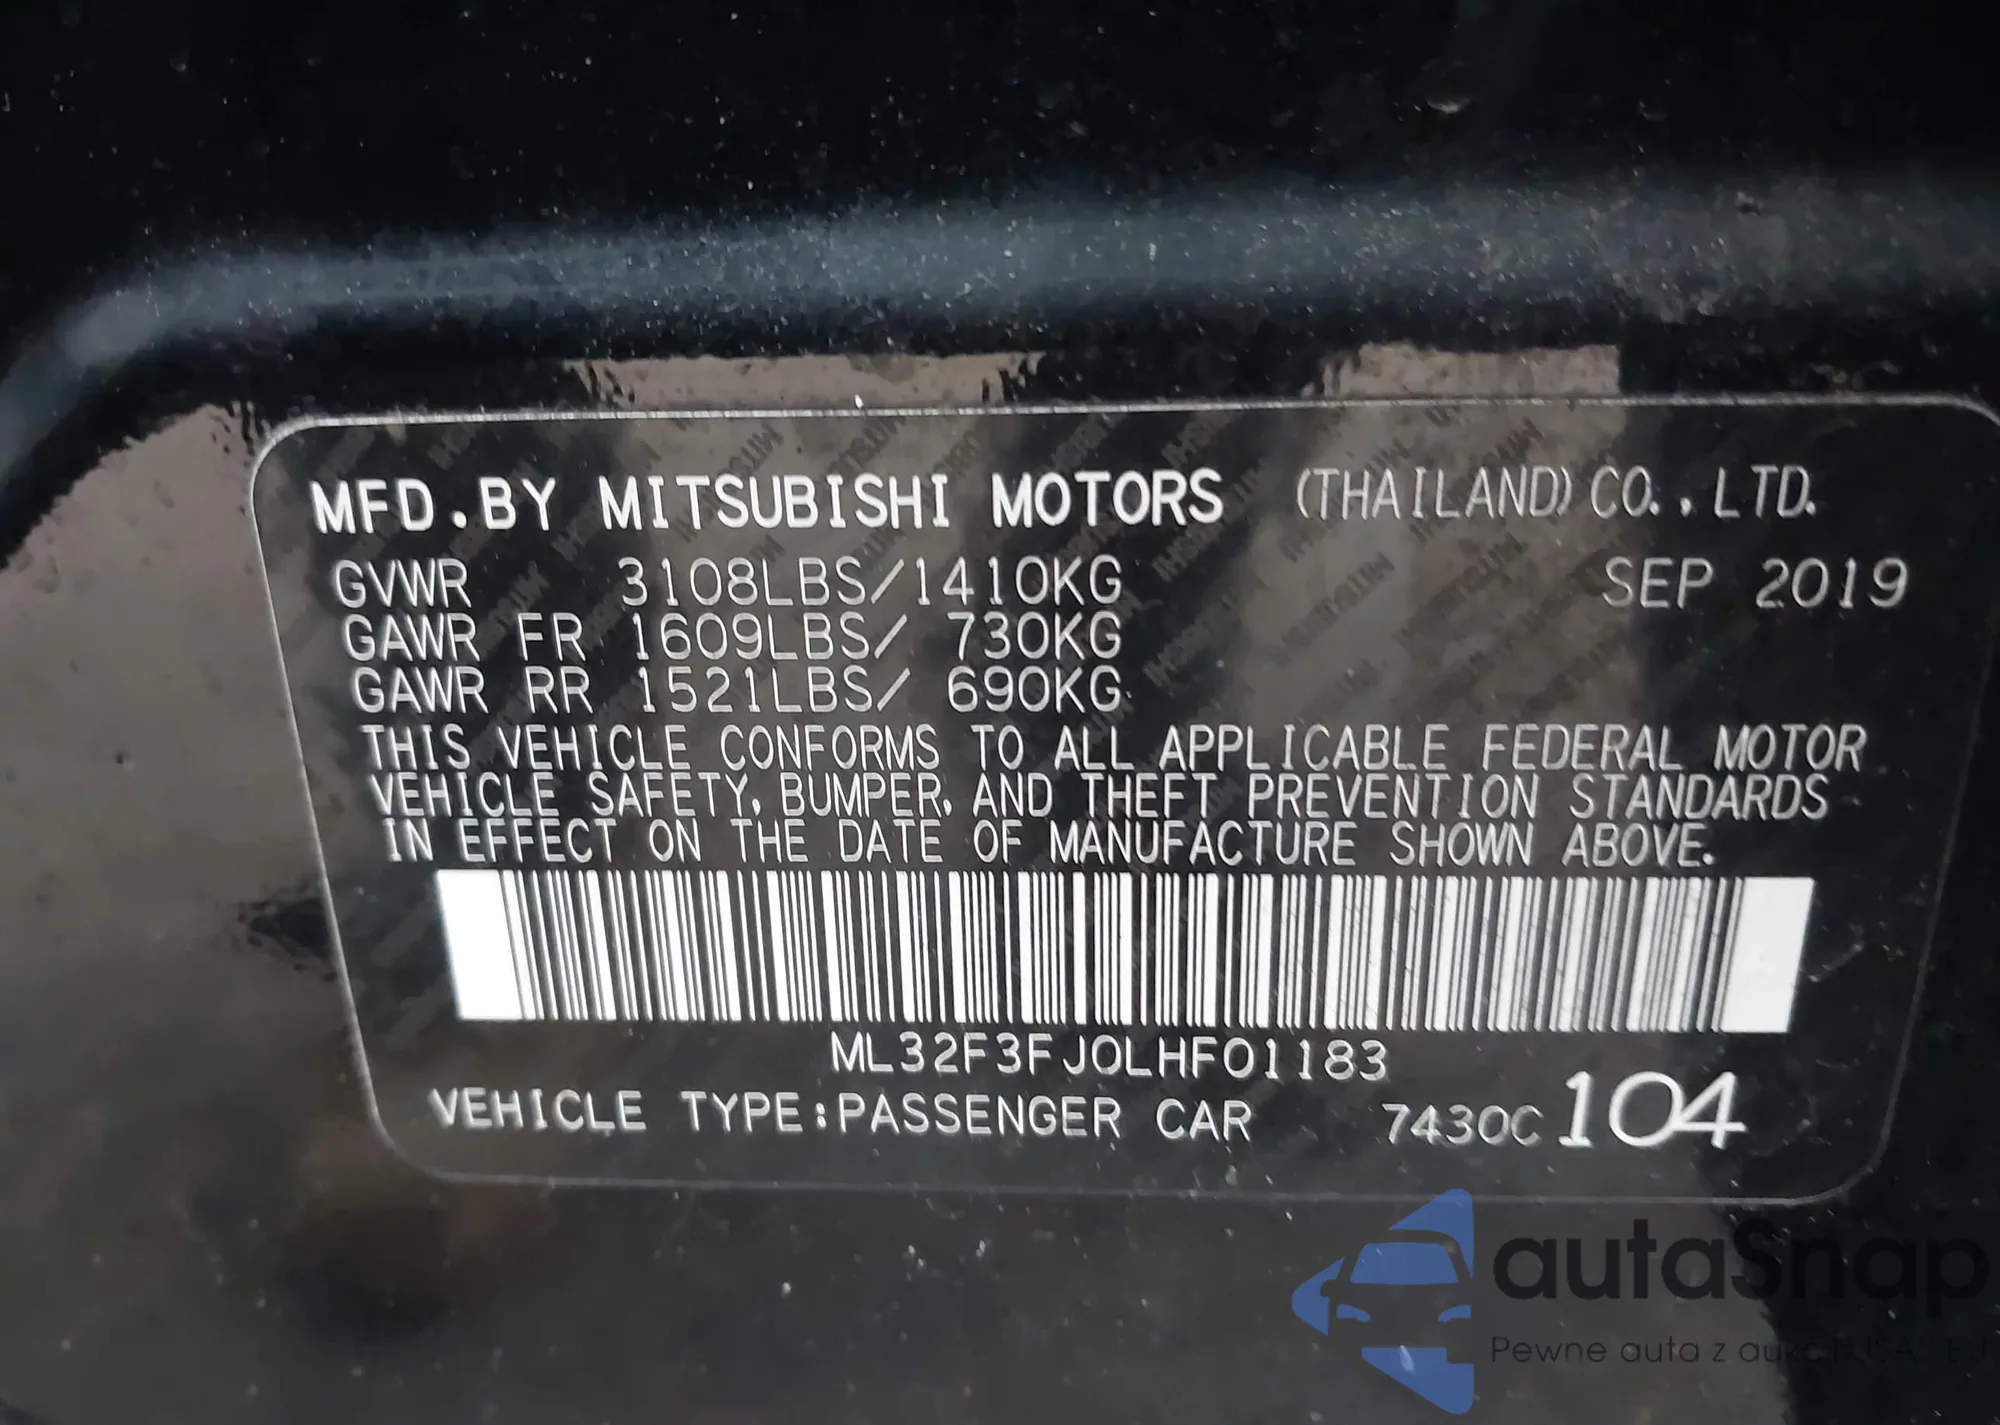 MFD.BY MITSUBISHI MOTORS (THAILAND) CO.,LTD.
GVWR 3108LBS/1410KG SEP 2019
GAWR FR 1609LBS/ 730KG
GAWR RR 1521LBS/ 690KG
THIS VEHICLE CONFORMS TO ALL APPLICABLE FEDERAL MOTOR
VEHICLE SAFETY, BUMPER, AND THEFT PREVENTION STANDARDS
IN EFFECT ON THE DATE OF MANUFACTURE SHOWN ABOVE.
ML32F3FJ0LHF01183
VEHICLE TYPE:PASSENGER CAR 7430C 104
autaSnap
Pewne auta z